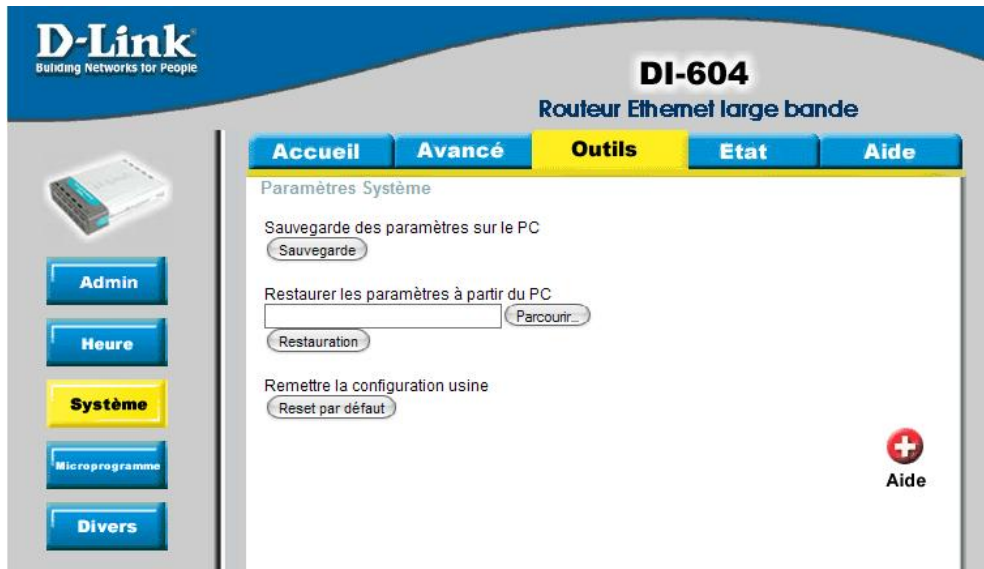 D-Link
Building Networks for People
DI-604
Routeur Ethernet large bande
Accueil
Avancé
Outils
Etat
Aide
Admin
Heure
Système
Microprogramme
Divers
Paramètres Système
Sauvegarde des paramètres sur le PC
Sauvegarde
Restaurer les paramètres à partir du PC
Parcourir...
Restauration
Remettre la configuration usine
Reset par défaut
Aide